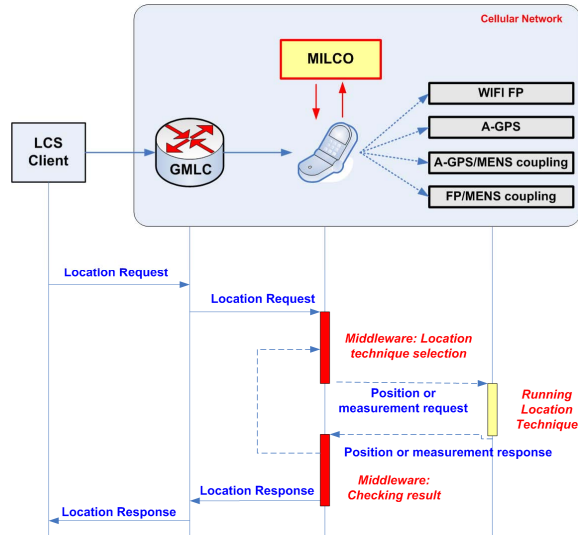 Cellular Network
MILCO
WIFI FP
A-GPS
A-GPS/MENS coupling
FP/MENS coupling
LCS
Client
GMLC
Location Request
Location Request
Middleware: Location
technique selection
Position or
measurement request
Running
Location
Technique
Position or measurement response
Middleware:
Checking result
Location Response
Location Response